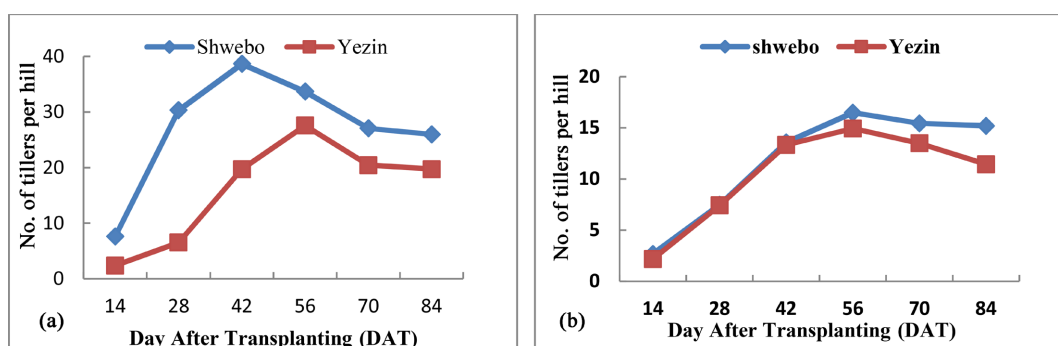 Shwebo Yezin
No. of tillers per hill
40
30
20
10
0
14 28 42 56 70 84
(a)
Day After Transplanting (DAT)
shwebo Yezin
No. of tillers per hill
20
15
10
5
0
14 28 42 56 70 84
(b)
Day After Transplanting (DAT)